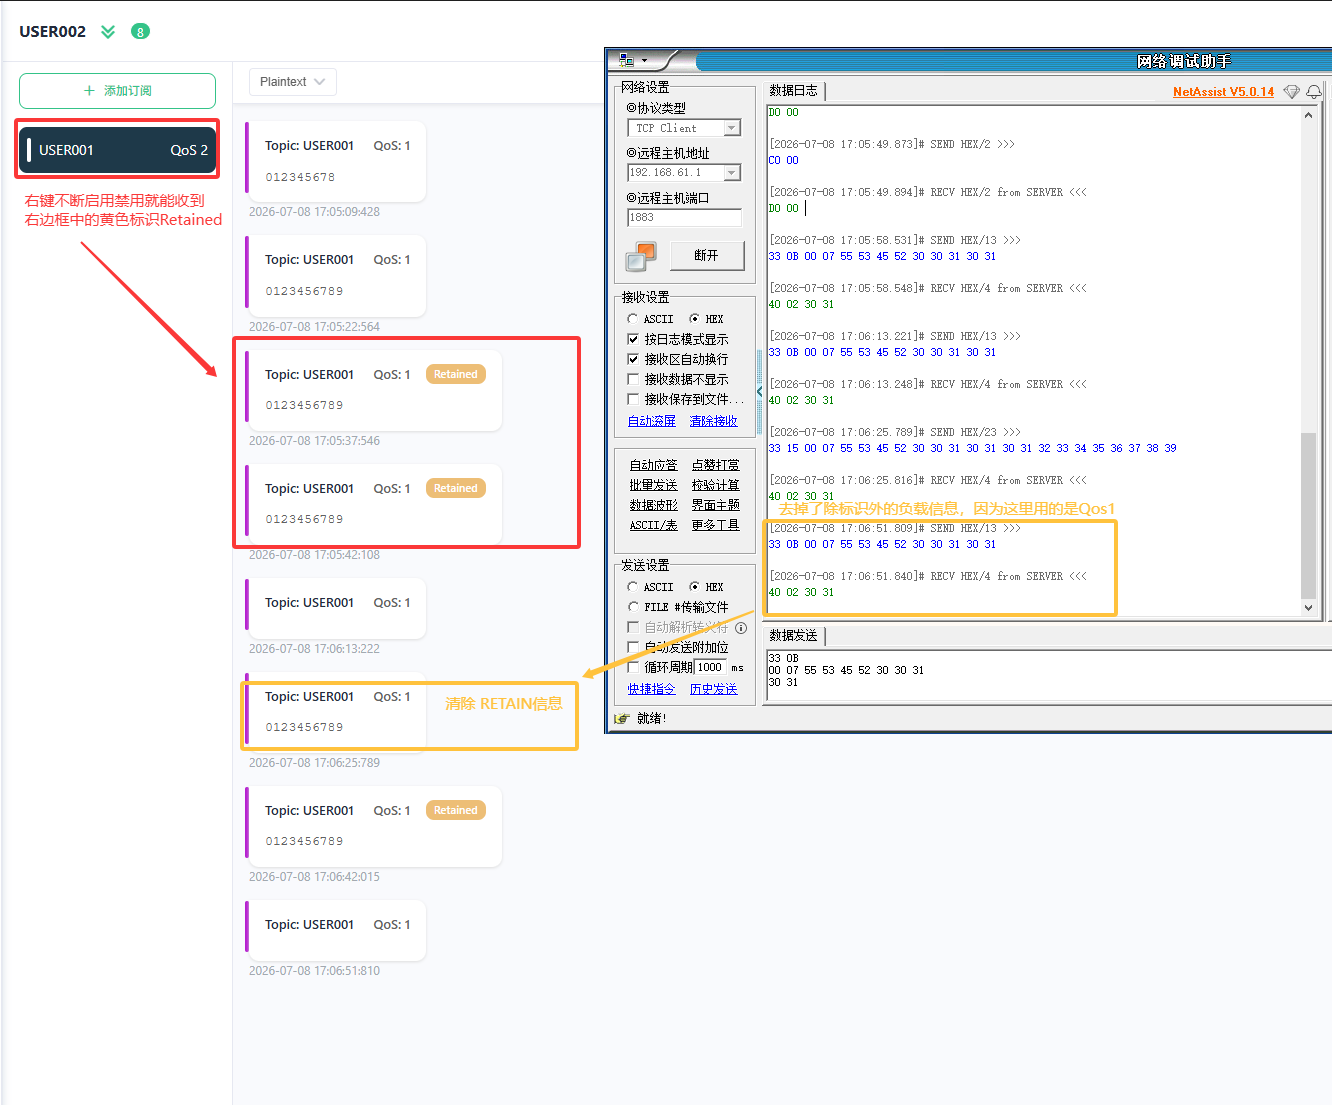 USER002
8
添加订阅
USER001 QoS 2
右键不断启用禁用就能收到
右边框中的黄色标识Retained
Plaintext
Topic: USER001 QoS: 1
012345678
2026-07-08 17:05:09:428
Topic: USER001 QoS: 1
0123456789
2026-07-08 17:05:22:564
Topic: USER001 QoS: 1 Retained
0123456789
2026-07-08 17:05:37:546
Topic: USER001 QoS: 1 Retained
0123456789
2026-07-08 17:05:42:108
Topic: USER001 QoS: 1
2026-07-08 17:06:13:222
Topic: USER001 QoS: 1
清除 RETAIN信息
0123456789
2026-07-08 17:06:25:789
Topic: USER001 QoS: 1 Retained
0123456789
2026-07-08 17:06:42:015
Topic: USER001 QoS: 1
2026-07-08 17:06:51:810
网络调试助手
网络设置
协议类型
TCP Client
远程主机地址
192.168.61.1
远程主机端口
1883
断开
接收设置
ASCII HEX
按日志模式显示
接收区自动换行
接收数据不显示
接收保存到文件...
自动滚屏 清除接收
自动应答 点赞打赏
批量发送 校验计算
数据波形 界面主题
ASCII/表 更多工具
发送设置
ASCII HEX
FILE #传输文件
自动解析转义符
自动发送附加位
循环周期 1000 ms
快捷指令 历史发送
就绪!
数据日志
NetAssist V5.0.14
D0 00
[2026-07-08 17:05:49.873]# SEND HEX/2 >>>
C0 00
[2026-07-08 17:05:49.894]# RECV HEX/2 from SERVER <<<
D0 00
[2026-07-08 17:05:58.531]# SEND HEX/13 >>>
33 0B 00 07 55 53 45 52 30 30 31 30 31
[2026-07-08 17:05:58.548]# RECV HEX/4 from SERVER <<<
40 02 30 31
[2026-07-08 17:06:13.221]# SEND HEX/13 >>>
33 0B 00 07 55 53 45 52 30 30 31 30 31
[2026-07-08 17:06:13.248]# RECV HEX/4 from SERVER <<<
40 02 30 31
[2026-07-08 17:06:25.789]# SEND HEX/23 >>>
33 15 00 07 55 53 45 52 30 30 31 30 31 30 31 32 33 34 35 36 37 38 39
[2026-07-08 17:06:25.816]# RECV HEX/4 from SERVER <<<
40 02 30 31
去掉了除标识外的负载信息，因为这里用的是Qos1
[2026-07-08 17:06:51.809]# SEND HEX/13 >>>
33 0B 00 07 55 53 45 52 30 30 31 30 31
[2026-07-08 17:06:51.840]# RECV HEX/4 from SERVER <<<
40 02 30 31
数据发送
33 0B
00 07 55 53 45 52 30 30 31
30 31